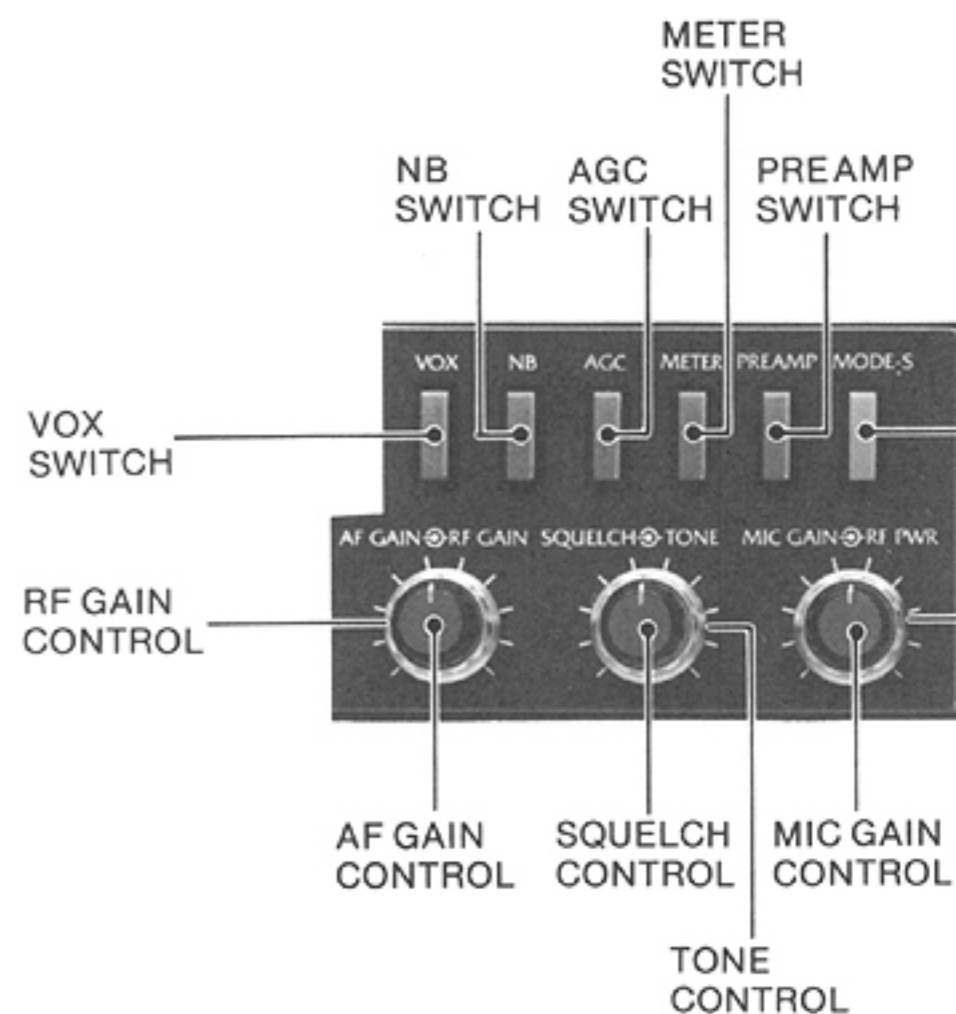 METER
SWITCH
NB
SWITCH
AGC
SWITCH
PREAMP
SWITCH
VOX NB AGC METER PREAMP MODE-S
VOX
SWITCH
AF GAIN RF GAIN SQUELCH TONE MIC GAIN RF PWR
RF GAIN
CONTROL
AF GAIN
CONTROL
SQUELCH
CONTROL
MIC GAIN
CONTROL
TONE
CONTROL